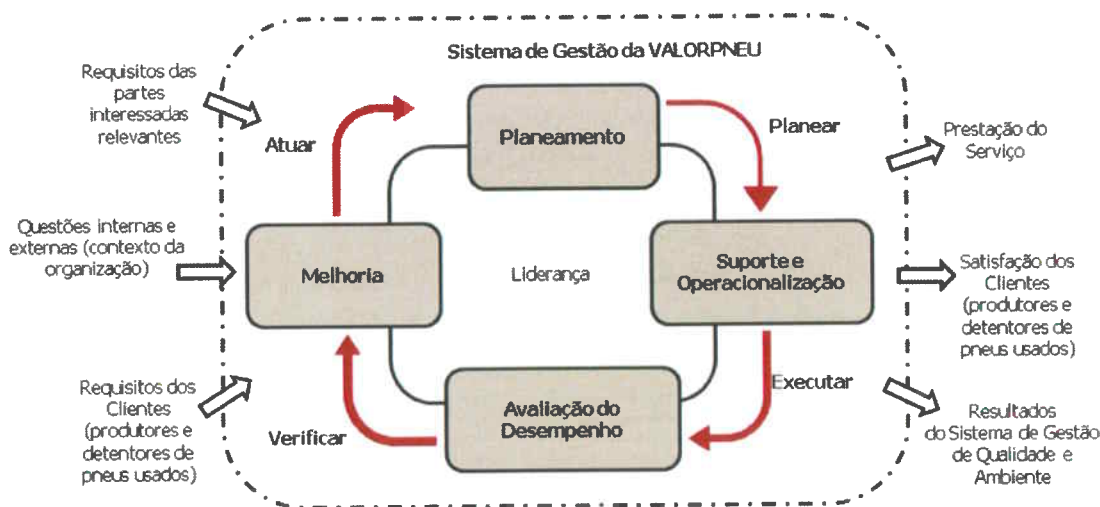 Sistema de Gestão da VALORPNEU
Requisitos das
partes
interessadas
relevantes
Atuar
Planeamento
Planear
Prestação do
Serviço
Questões internas e
externas (contexto da
organização)
Melhoria
Liderança
Suporte e
Operacionalização
Satisfação dos
Clientes
(produtores e
detentores de
pneus usados)
Requisitos dos
Clientes
(produtores e
detentores de
pneus usados)
Verificar
Avaliação do
Desempenho
Executar
Resultados
do Sistema de Gestão
de Qualidade e
Ambiente